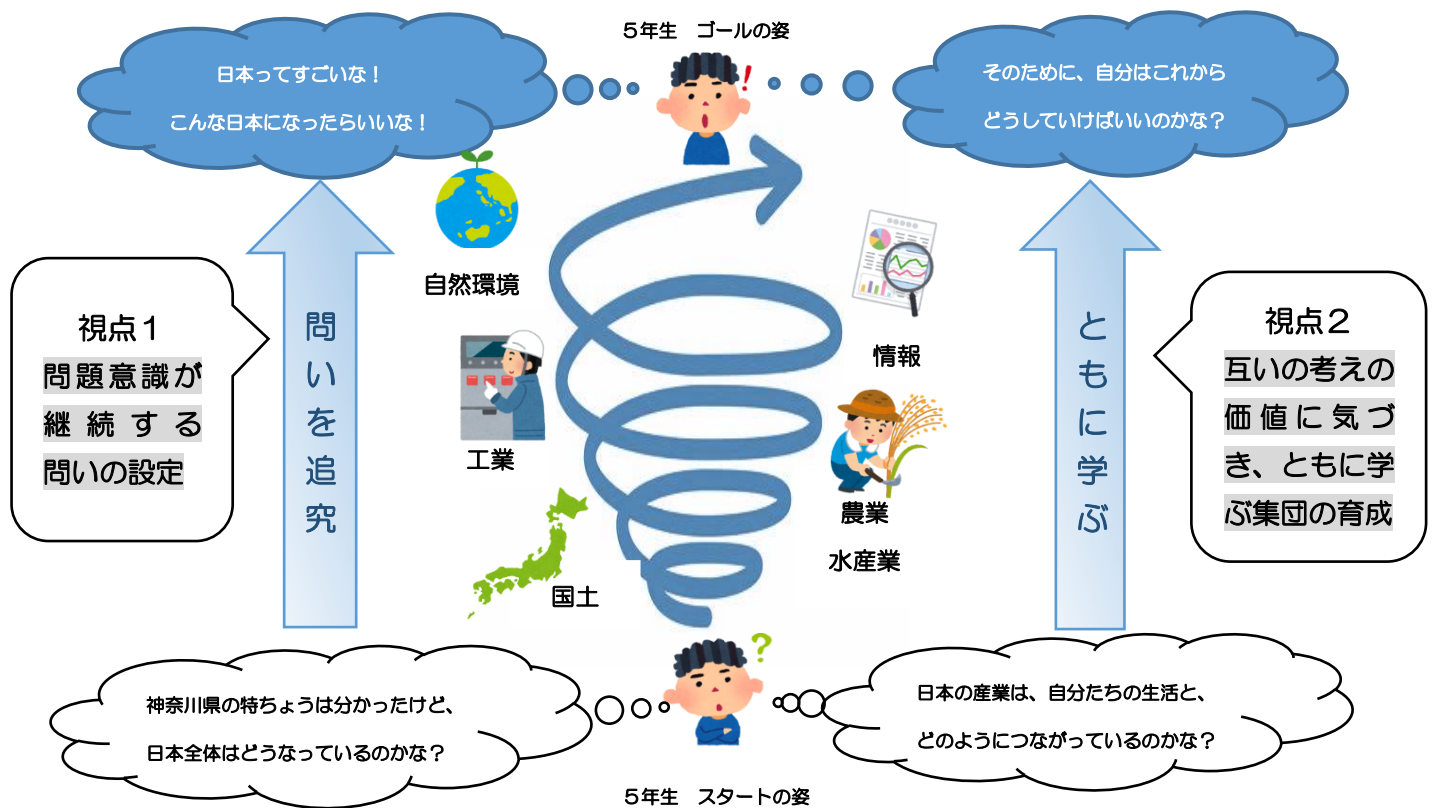 5年生　ゴールの姿
日本ってすごいな！
こんな日本になったらいいな！
そのために、自分はこれから
どうしていけばいいのかな？
自然環境
情報
工業
農業
水産業
国土
視点１
問題意識が
継続する
問いの設定
問いを追究
ともに学ぶ
視点２
互いの考えの
価値に気づ
き、ともに学
ぶ集団の育成
神奈川県の特ちょうは分かったけど、
日本全体はどうなっているのかな？
日本の産業は、自分たちの生活と、
どのようにつながっているのかな？
5年生　スタートの姿